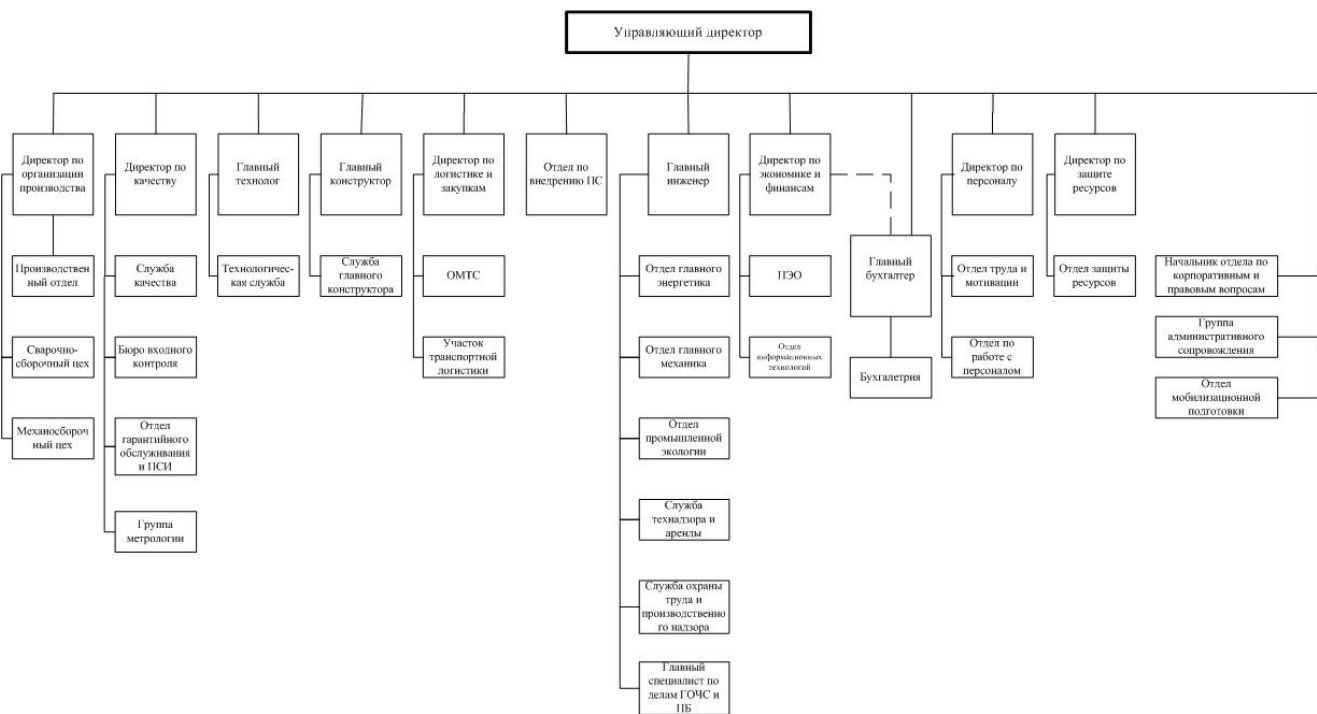 Управляющий директор
Директор по
организации
производства
Директор по
качеству
Главный
технолог
Главный
конструктор
Директор по
логистике и
закупкам
Отдел по
внедрению ПС
Главный
инженер
Директор по
экономике и
финансам
Директор по
персоналу
Директор по
защите
ресурсов
Главный
бухгалтер
Производствен
ный отдел
Служба
качества
Технологичес-
кая служба
Служба
главного
конструктора
ОМТС
Отдел главного
энергетика
ПЭО
Отдел труда и
мотивации
Отдел защиты
ресурсов
Начальник отдела по
корпоративным и
правовым вопросам
Сварочно-
сборочный цех
Бюро входного
контроля
Участок
транспортной
логистики
Отдел главного
механика
Отдел
информационных
технологий
Бухгалетрия
Отдел по
работе с
персоналом
Группа
административного
сопровождения
Механосбороч
ный цех
Отдел
гарантийного
обслуживания
и ПСИ
Отдел
промышленной
экологии
Отдел
мобилизационной
подготовки
Группа
метрологии
Служба
технадзора и
аренды
Служба охраны
труда и
производственно
го надзора
Главный
специалист по
делам ГОЧС и
ПБ